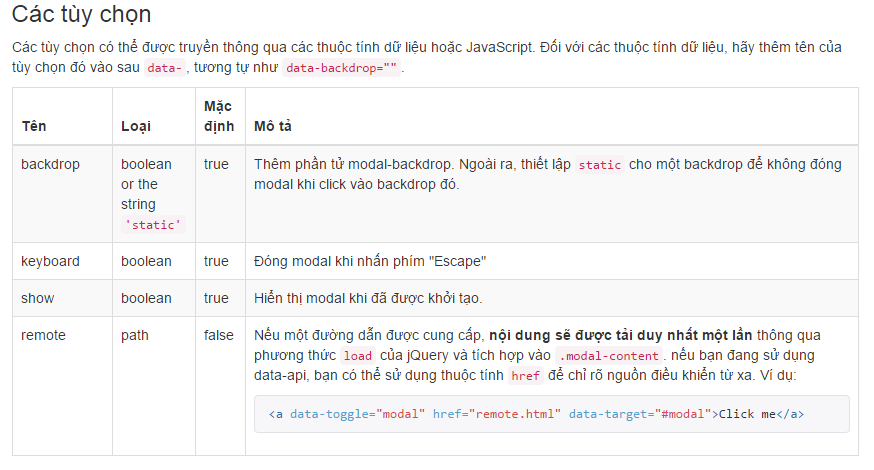 Các tùy chọn
Các tùy chọn có thể được truyền thông qua các thuộc tính dữ liệu hoặc JavaScript. Đối với các thuộc tính dữ liệu, hãy thêm tên của
tùy chọn đó vào sau data-, tương tự như data-backdrop="".
Tên Loại Mặc định Mô tả
backdrop boolean or the string 'static' true Thêm phần tử modal-backdrop. Ngoài ra, thiết lập static cho một backdrop để không đóng
modal khi click vào backdrop đó.
keyboard boolean true Đóng modal khi nhấn phím "Escape"
show boolean true Hiển thị modal khi đã được khởi tạo.
remote path false Nếu một đường dẫn được cung cấp, nội dung sẽ được tải duy nhất một lần thông qua
phương thức load của jQuery và tích hợp vào .modal-content. nếu bạn đang sử dụng
data-api, bạn có thể sử dụng thuộc tính href để chỉ rõ nguồn điều khiển từ xa. Ví dụ:
<a data-toggle="modal" href="remote.html" data-target="#modal">Click me</a>